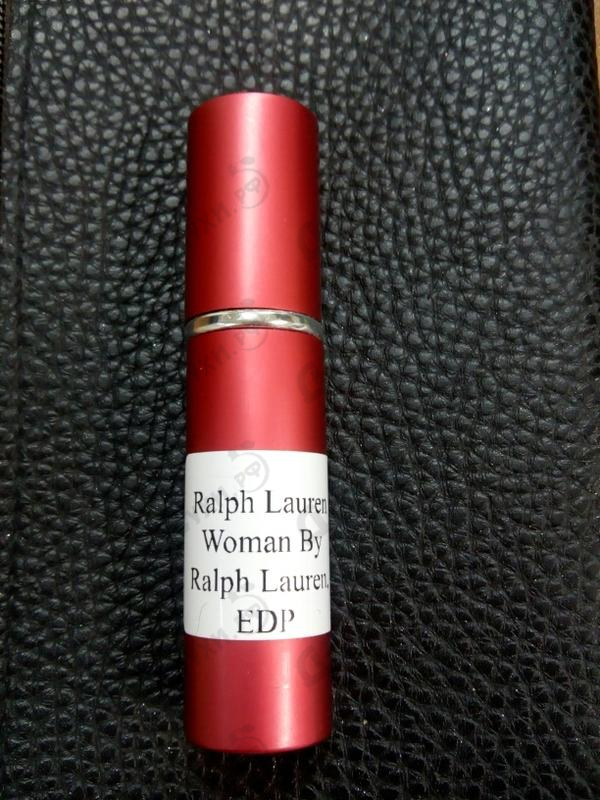 Ralph Lauren
Woman By
Ralph Lauren,
EDP